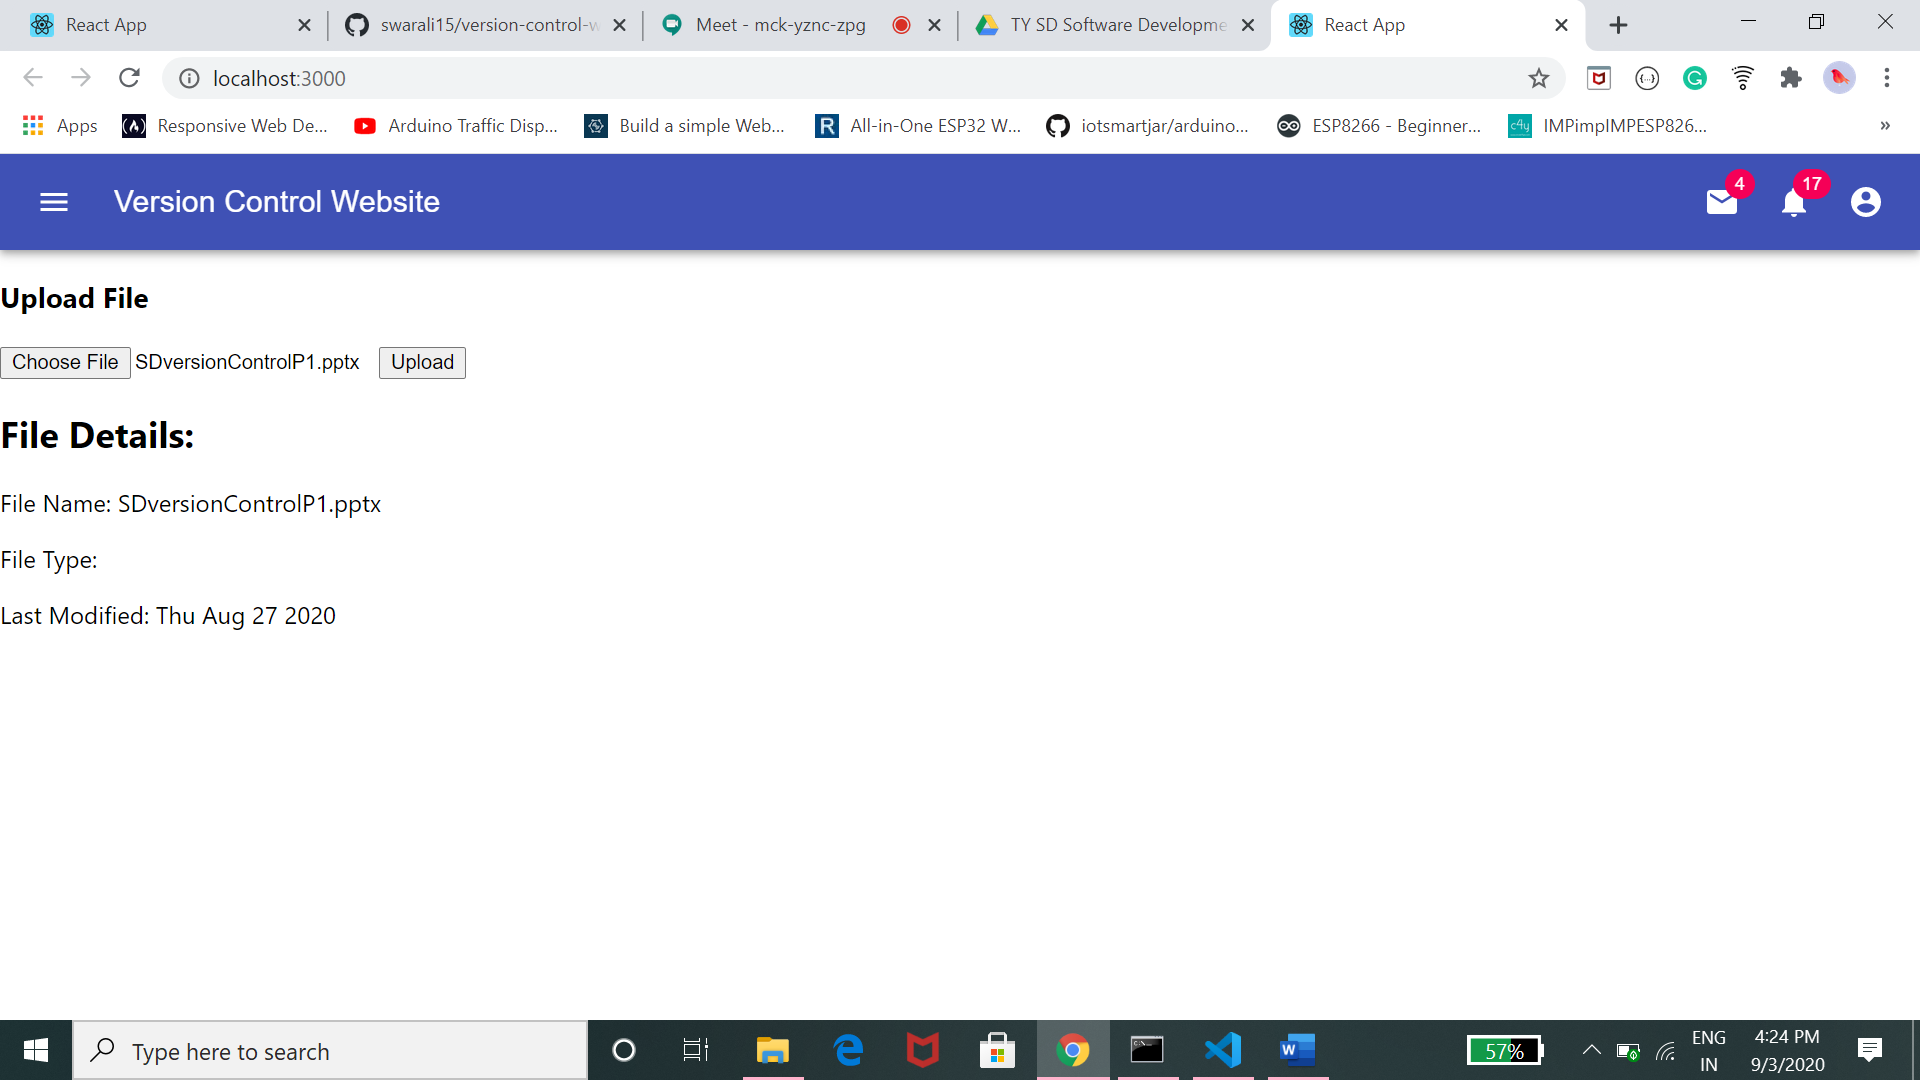 React App
swarali15/version-control-w
Meet - mck-yznc-zpg
TY SD Software Developme
React App
localhost:3000
Apps
Responsive Web De...
Arduino Traffic Disp...
Build a simple Web...
All-in-One ESP32 W...
iotsmartjar/arduino...
ESP8266 - Beginner...
IMPimpIMPESP826...
»
Version Control Website
4
17
Upload File
Choose File SDversionControlP1.pptx Upload
File Details:
File Name: SDversionControlP1.pptx
File Type:
Last Modified: Thu Aug 27 2020
Type here to search
57%
ENG
IN
4:24 PM
9/3/2020